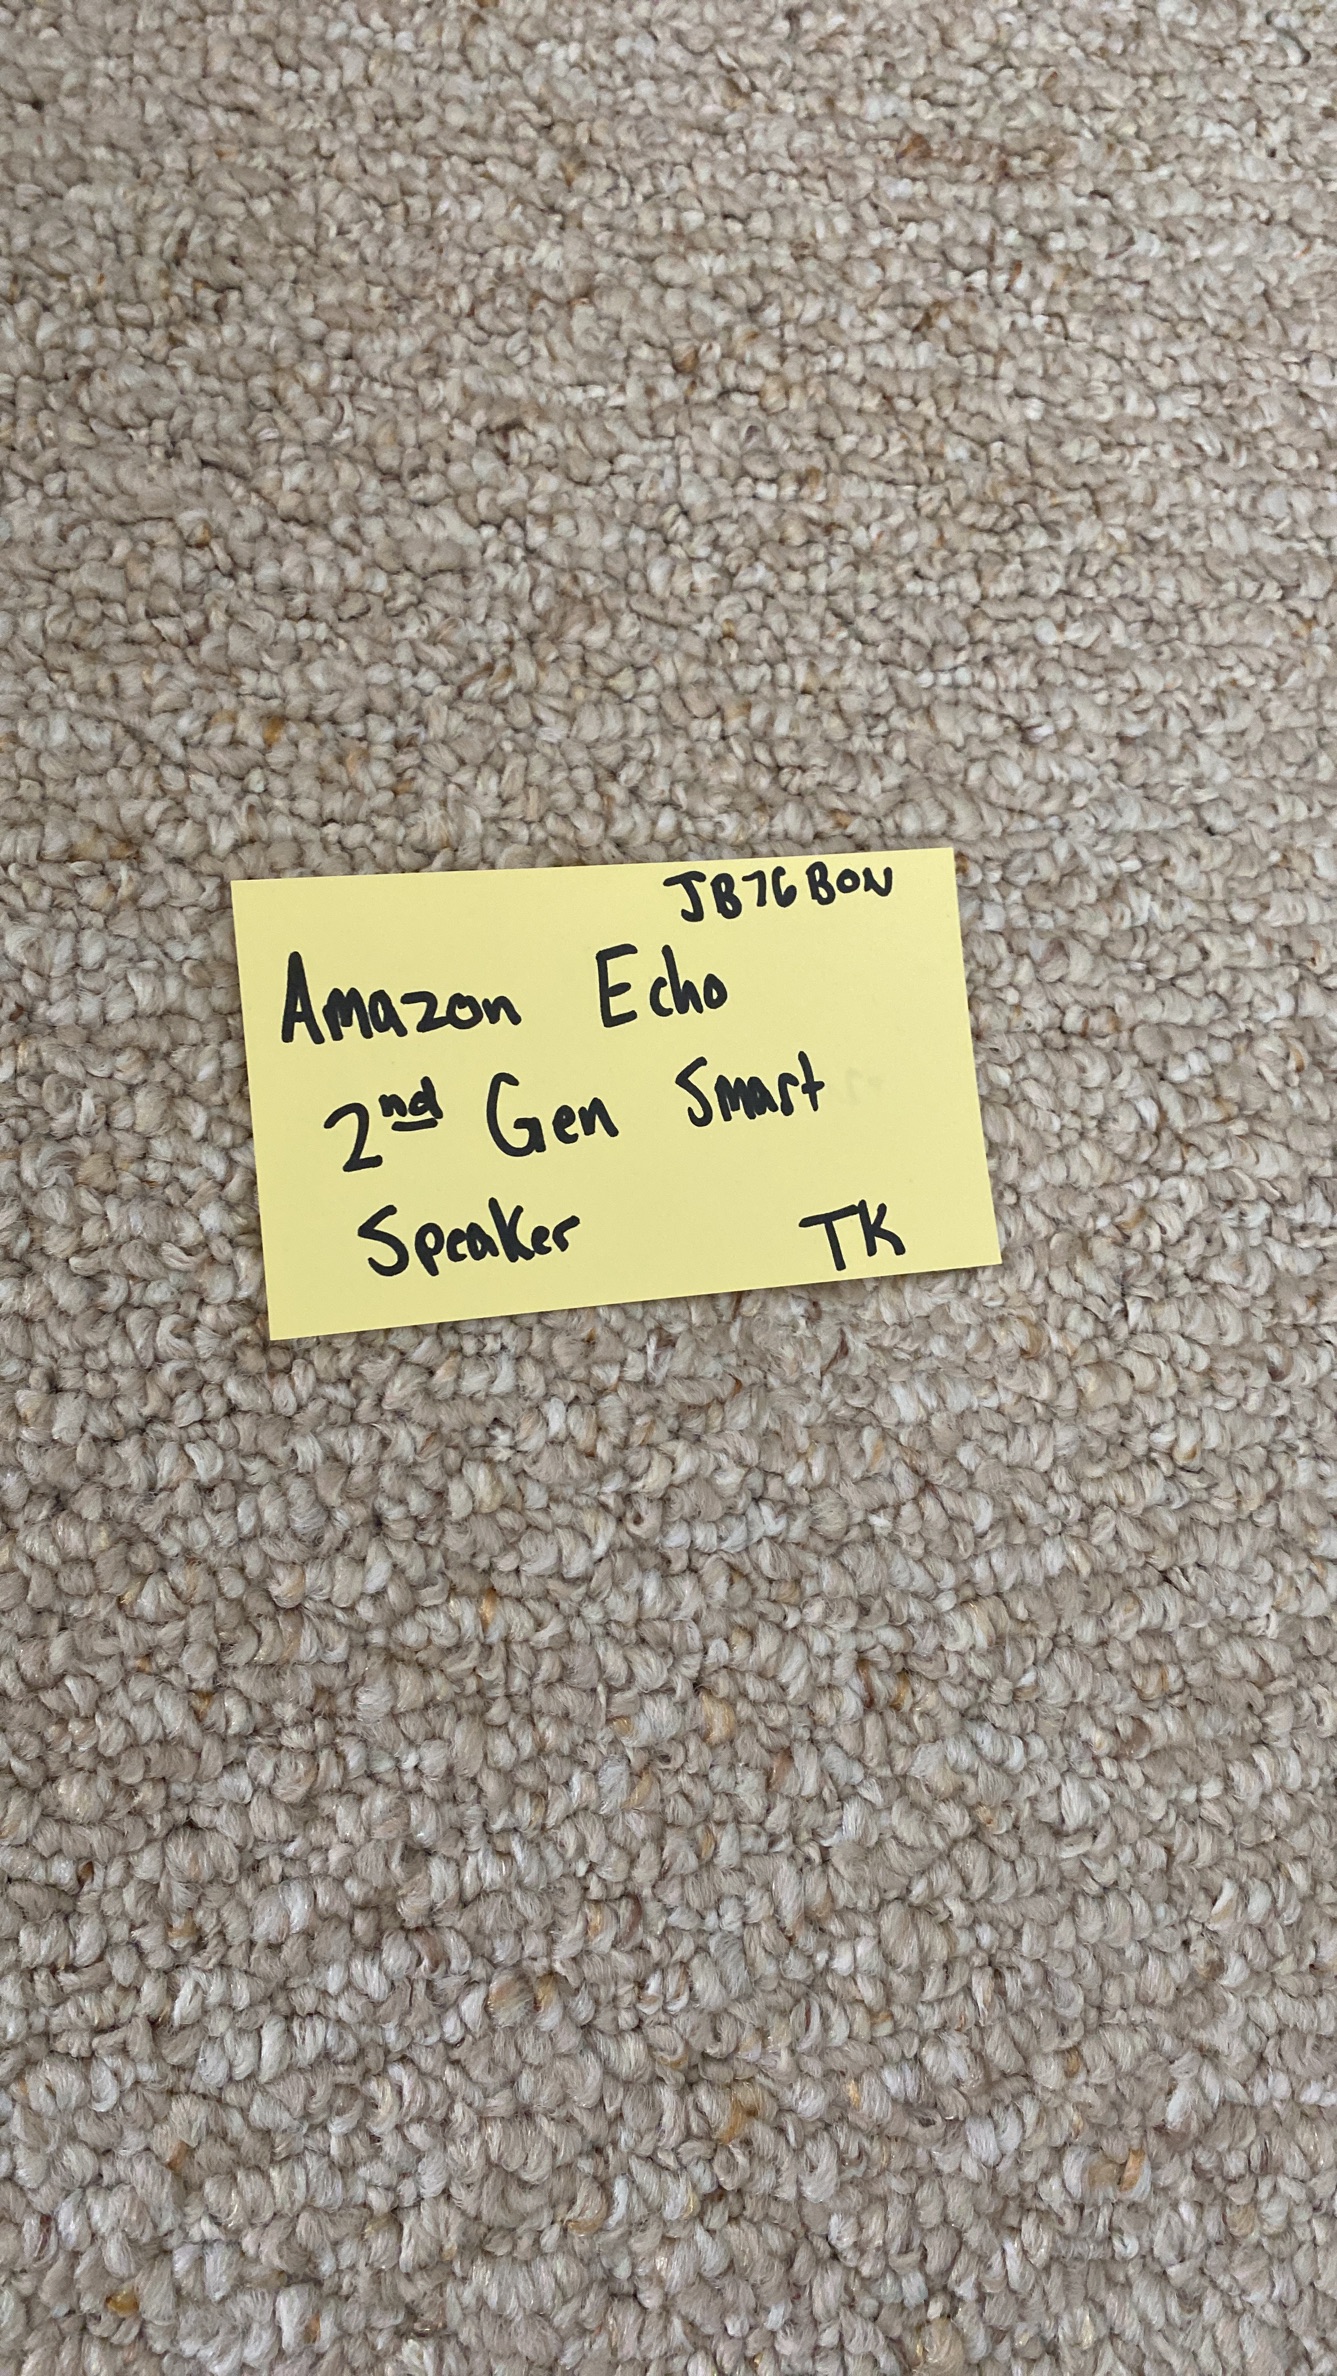 JB76BON
Amazon Echo
2nd Gen Smart
Speaker TK